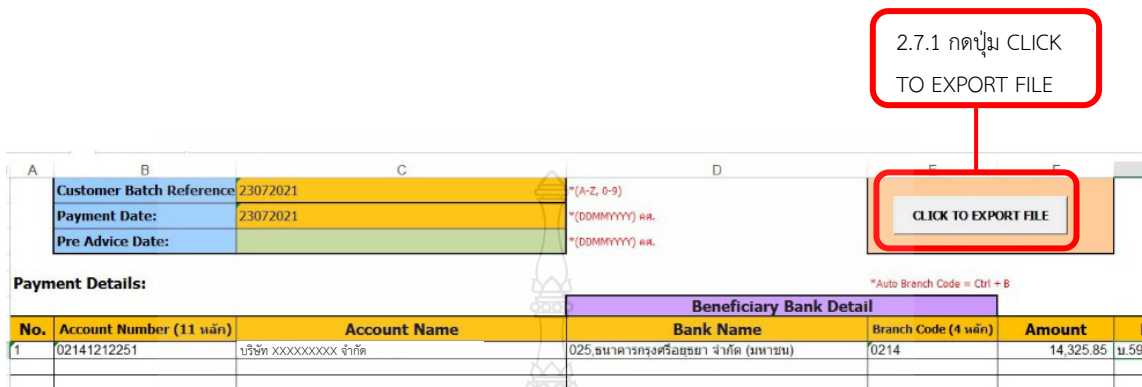 2.7.1 กดปุ่ม CLICK
TO EXPORT FILE
A B C D E F
Customer Batch Reference 23072021 *(A-Z, 0-9)
Payment Date: 23072021 *(DDMMYYYY) คศ.
CLICK TO EXPORT FILE
Pre Advice Date: *(DDMMYYYY) คศ.
Payment Details: *Auto Branch Code = Ctrl + B
Beneficiary Bank Detail
No. Account Number (11 หลัก) Account Name Bank Name Branch Code (4 หลัก) Amount
1 02141212251 บริษัท XXXXXXXXX จำกัด 025,ธนาคารกรุงศรีอยุธยา จำกัด (มหาชน) 0214 14,325.85 บ.59